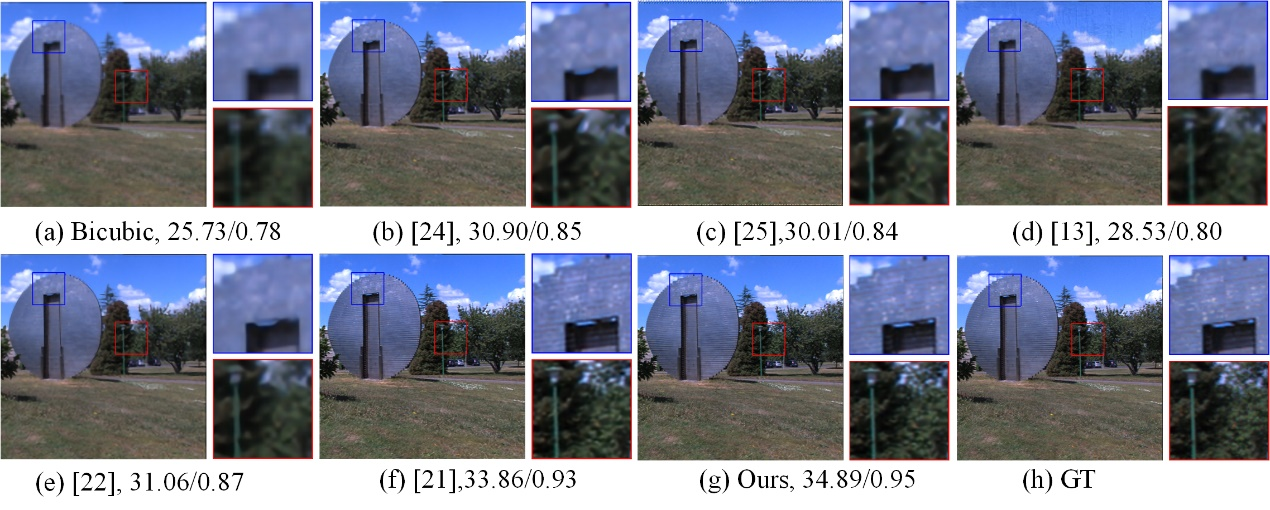 (a) Bicubic, 25.73/0.78
(b) [24], 30.90/0.85
(c) [25],30.01/0.84
(d) [13], 28.53/0.80
(e) [22], 31.06/0.87
(f) [21],33.86/0.93
(g) Ours, 34.89/0.95
(h) GT